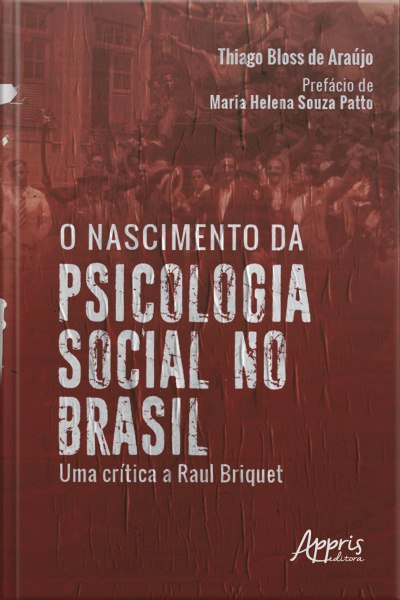 Thiago Bloss de Araújo
Prefácio de
Maria Helena Souza Patto
O NASCIMENTO DA
PSICOLOGIA
SOCIAL NO
BRASIL
Uma crítica a Raul Briquet
Appris
editora